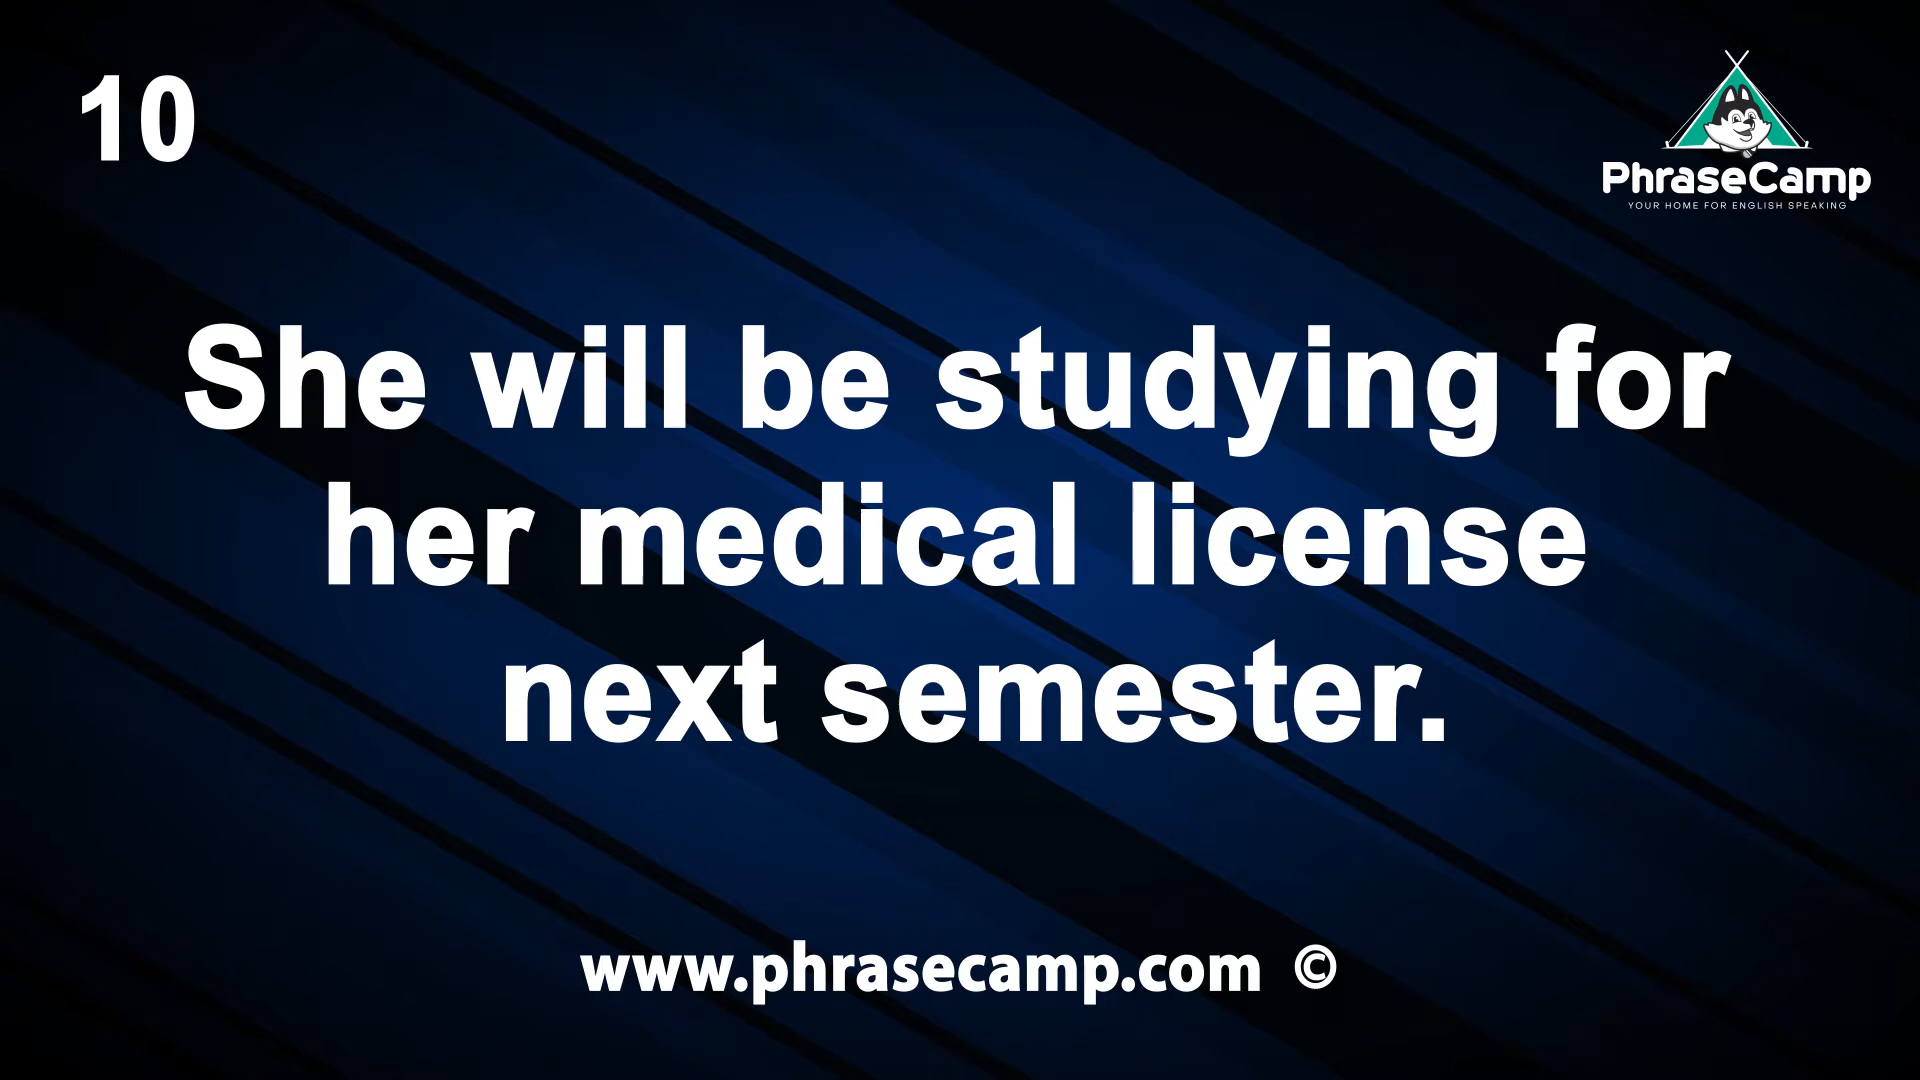 10
PhraseCamp
YOUR HOME FOR ENGLISH SPEAKING
She will be studying for
her medical license
next semester.
www.phrasecamp.com ©